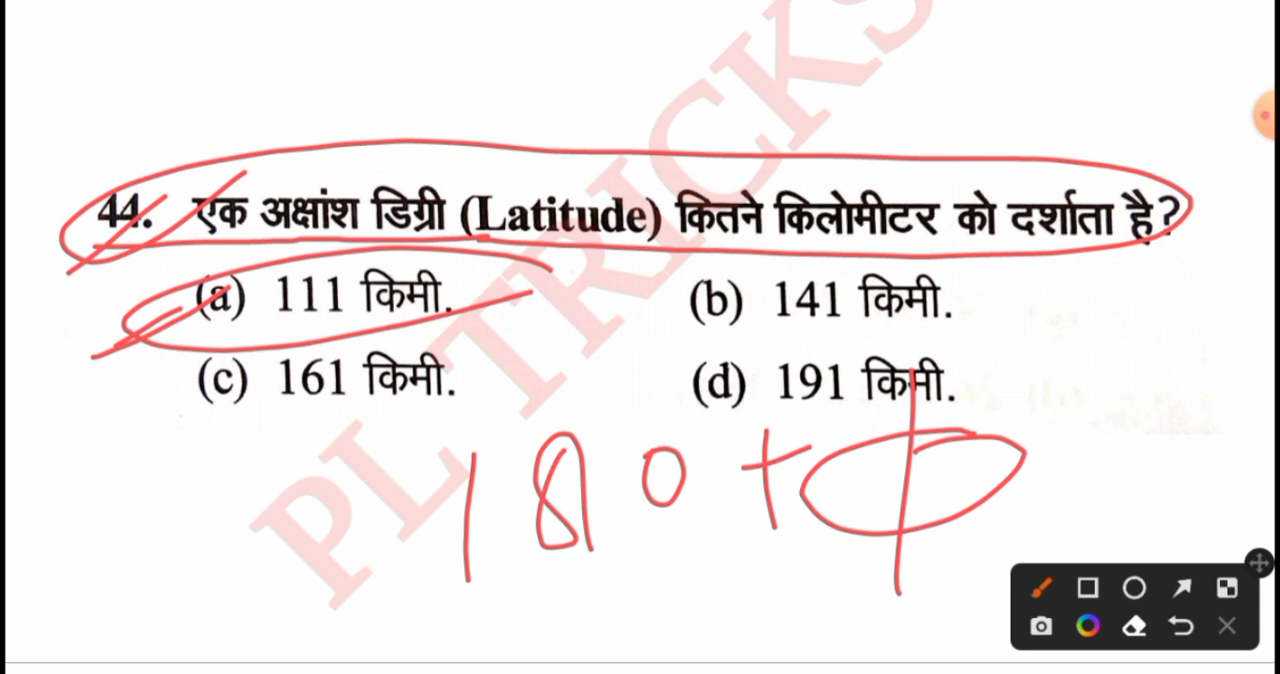 PL TRICKS
44. एक अक्षांश डिग्री (Latitude) कितने किलोमीटर को दर्शाता है?
(a) 111 किमी. (b) 141 किमी.
(c) 161 किमी. (d) 191 किमी.
180 +